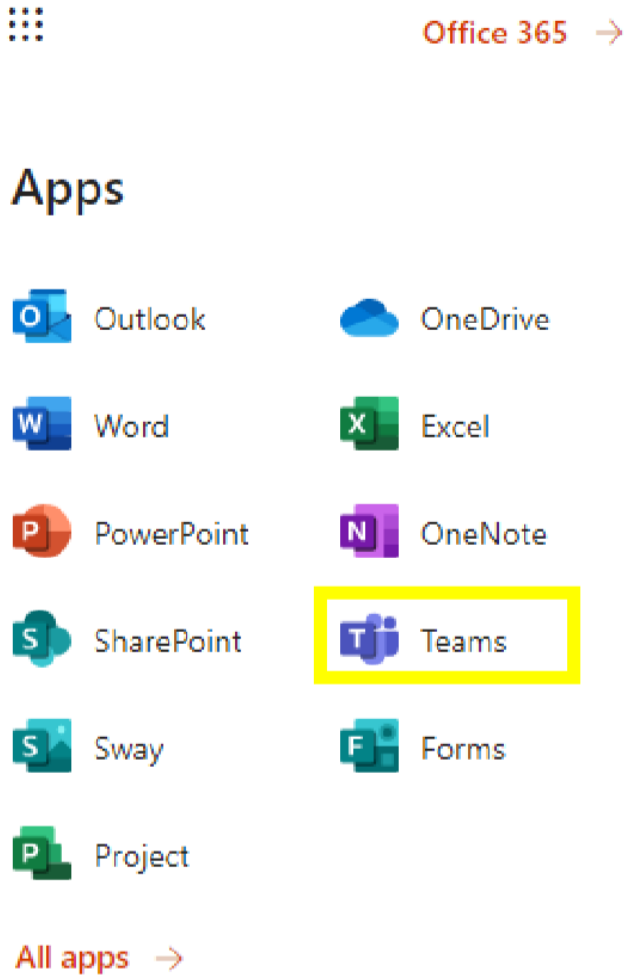 Office 365 →
Apps
O Outlook
OneDrive
W Word
X Excel
P PowerPoint
N OneNote
S SharePoint
T Teams
S Sway
F Forms
P Project
All apps →